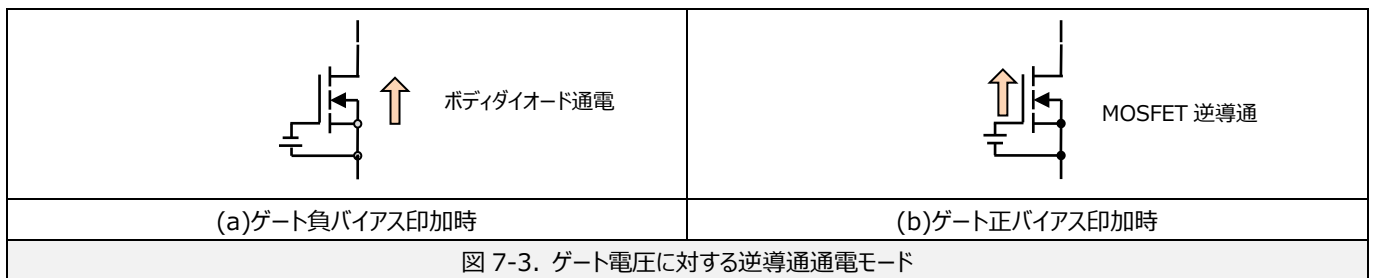 ボディダイオード通電
MOSFET 逆導通
(a)ゲート負バイアス印加時
(b)ゲート正バイアス印加時
図 7-3. ゲート電圧に対する逆導通通電モード